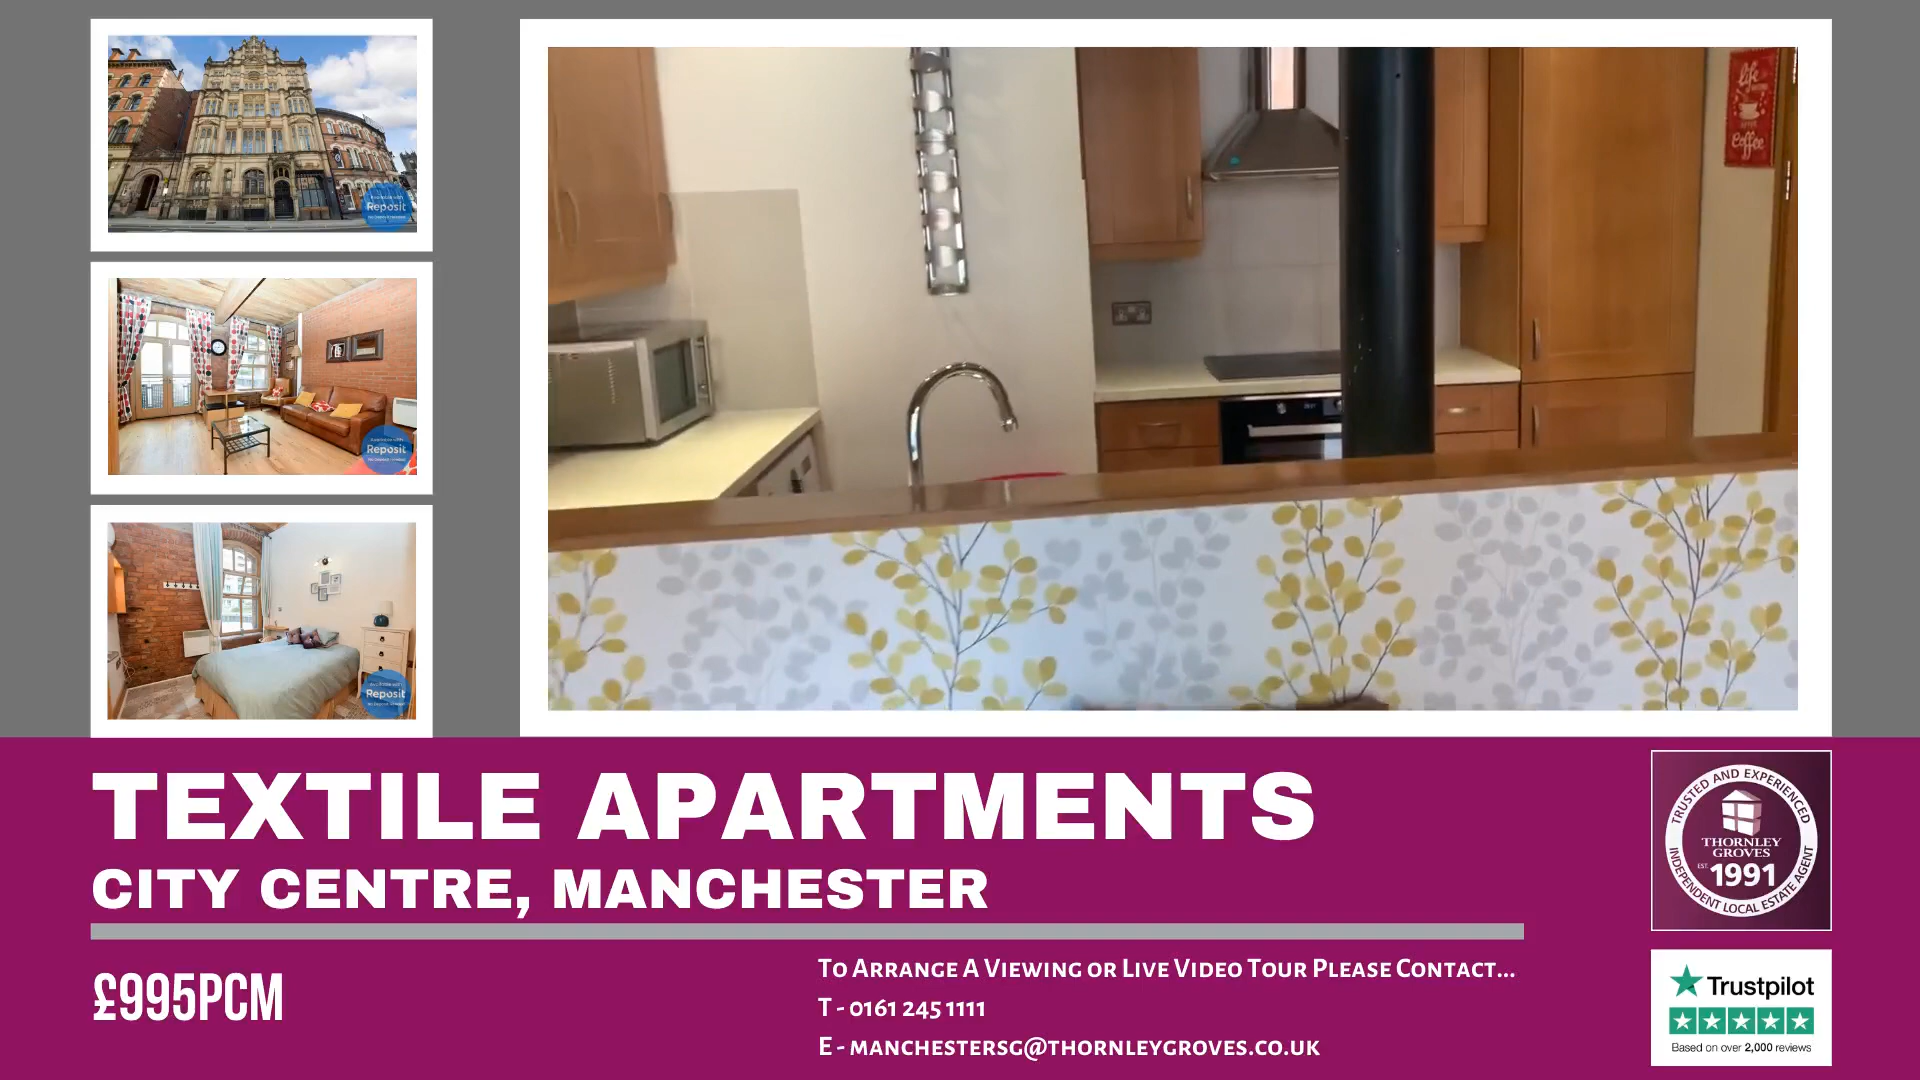 life
Coffee
Reposit
Reposit
Reposit
TEXTILE APARTMENTS
CITY CENTRE, MANCHESTER
£995PCM
To Arrange A Viewing or Live Video Tour Please Contact...
T - 0161 245 1111
E - manchestersg@thornleygroves.co.uk
TRUSTED AND EXPERIENCED
THORNLEY
GROVES
EST. 1991
INDEPENDENT LOCAL ESTATE AGENT
Trustpilot
Based on over 2,000 reviews